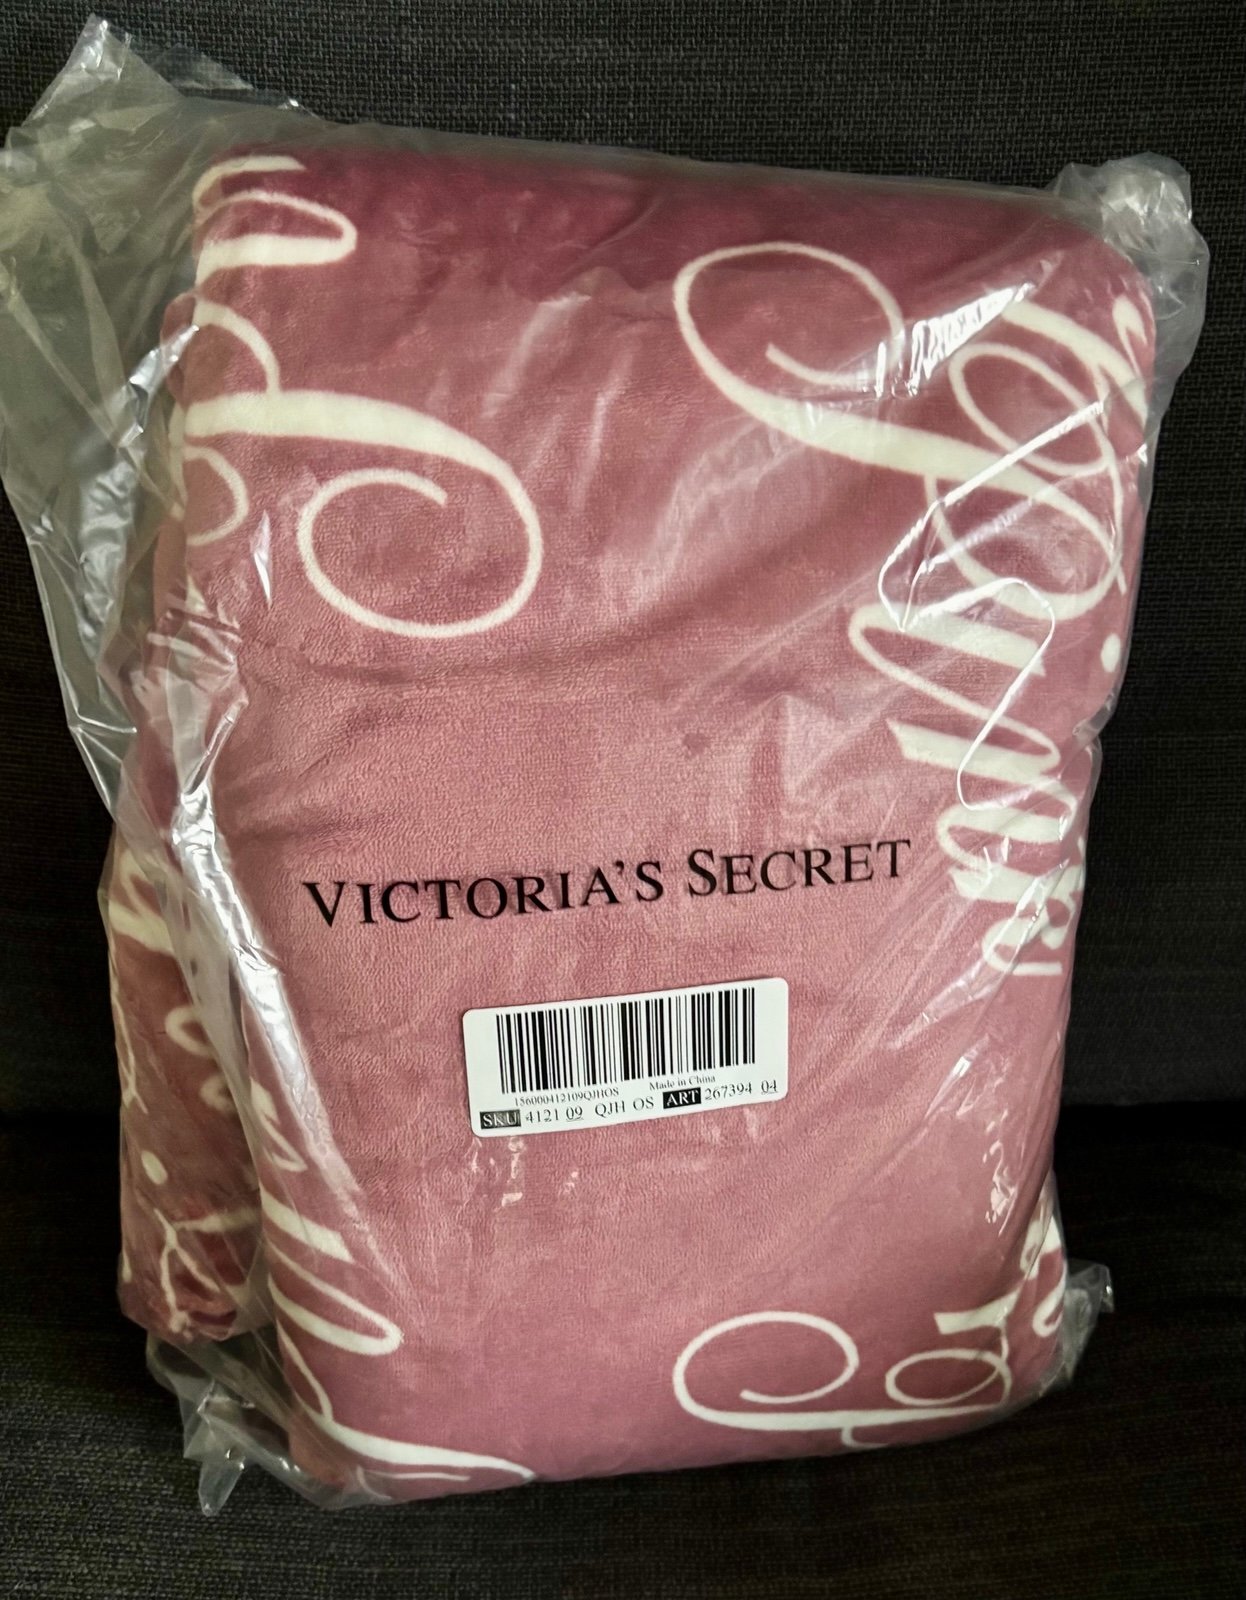 VICTORIA'S SECRET
156000412109QJHOS Made in China
SKU 4121 09 QJH OS ART 267394 04